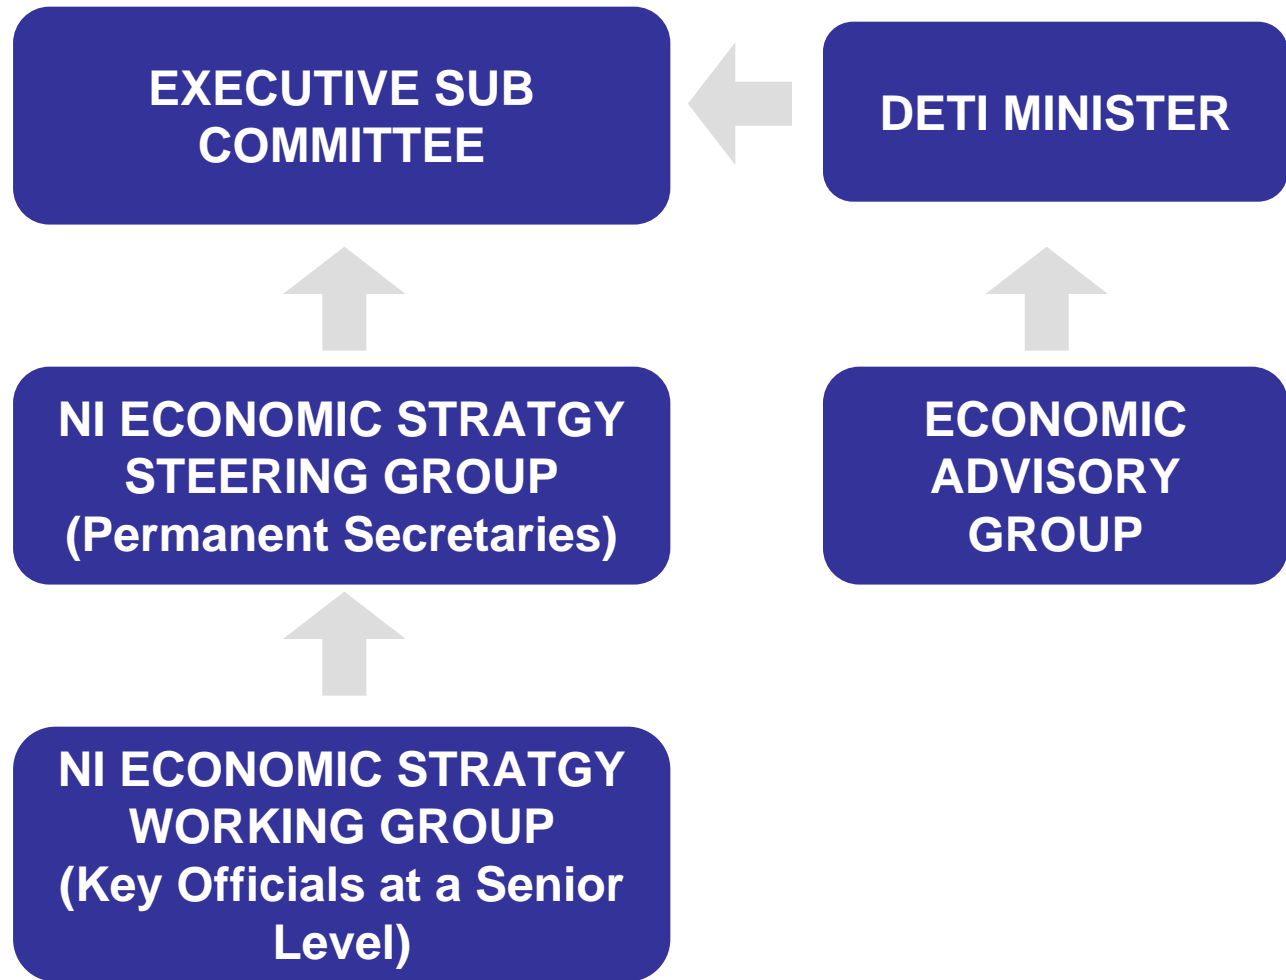 EXECUTIVE SUB
COMMITTEE
DETI MINISTER
NI ECONOMIC STRATGY
STEERING GROUP
(Permanent Secretaries)
ECONOMIC
ADVISORY
GROUP
NI ECONOMIC STRATGY
WORKING GROUP
(Key Officials at a Senior
Level)